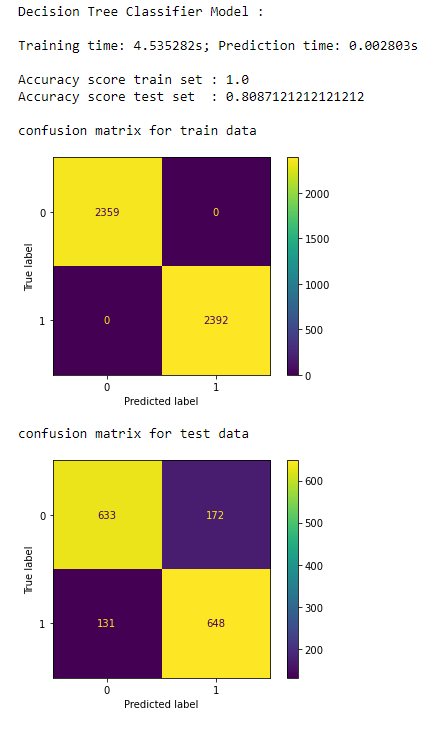 Decision Tree Classifier Model :
Training time: 4.535282s; Prediction time: 0.002803s
Accuracy score train set : 1.0
Accuracy score test set  : 0.8087121212121212
confusion matrix for train data
2000
1500
1000
500
0
True label
0
2359
0
1
0
2392
0
1
Predicted label
confusion matrix for test data
600
500
400
300
200
True label
0
633
172
1
131
648
0
1
Predicted label